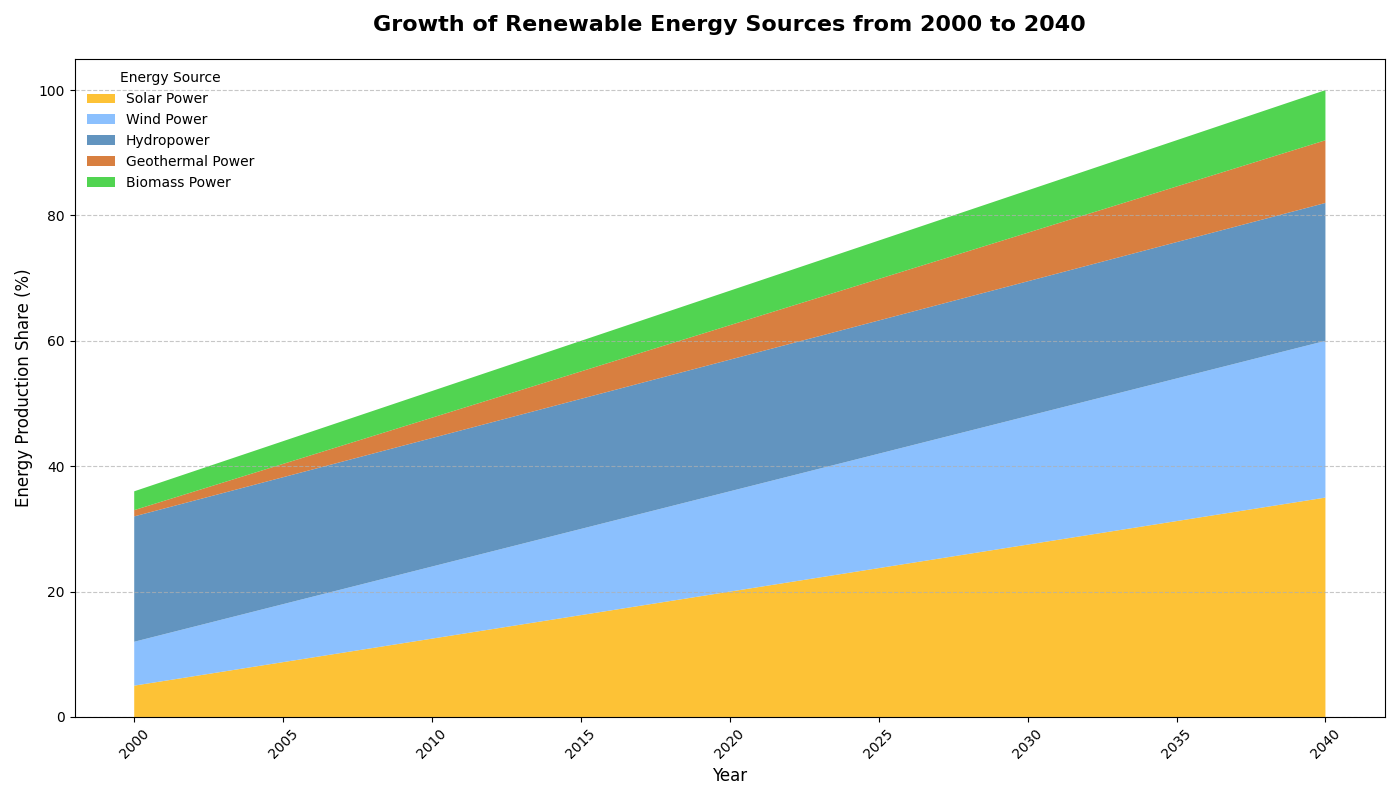 Growth of Renewable Energy Sources from 2000 to 2040
Energy Source
Solar Power
Wind Power
Hydropower
Geothermal Power
Biomass Power
Energy Production Share (%)
100
80
60
40
20
0
2000
2005
2010
2015
2020
2025
2030
2035
2040
Year